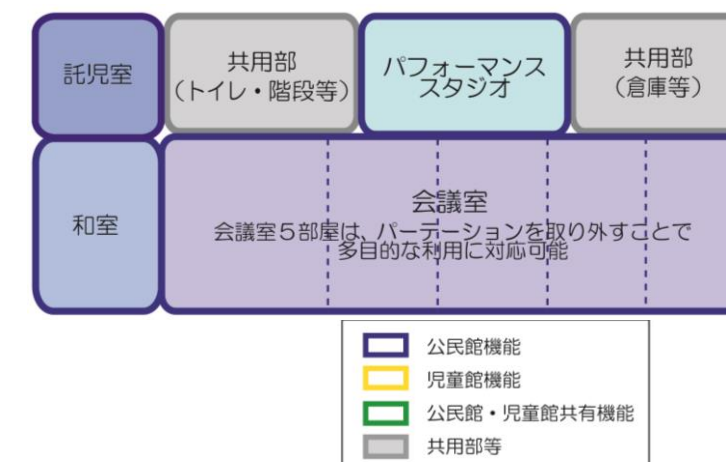 託児室
共用部
（トイレ・階段等）
パフォーマンス
スタジオ
共用部
（倉庫等）
和室
会議室
会議室５部屋は、パーテーションを取り外すことで
多目的な利用に対応可能
公民館機能
児童館機能
公民館・児童館共有機能
共用部等